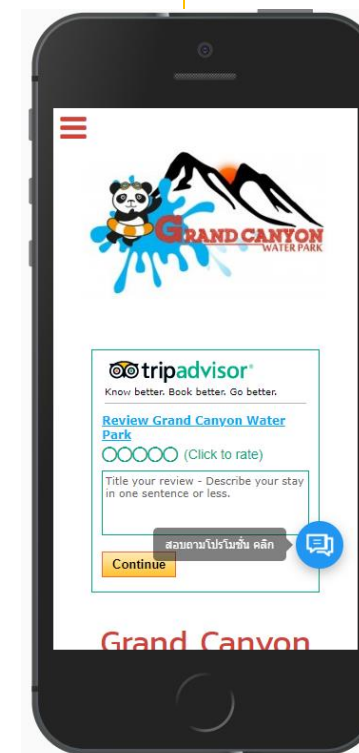 GRAND CANYON
WATER PARK
tripadvisor®
Know better. Book better. Go better.
Review Grand Canyon Water
Park
(Click to rate)
Title your review - Describe your stay
in one sentence or less.
สอบถามโปรโมชั่น คลิก
Continue
Grand Canyon